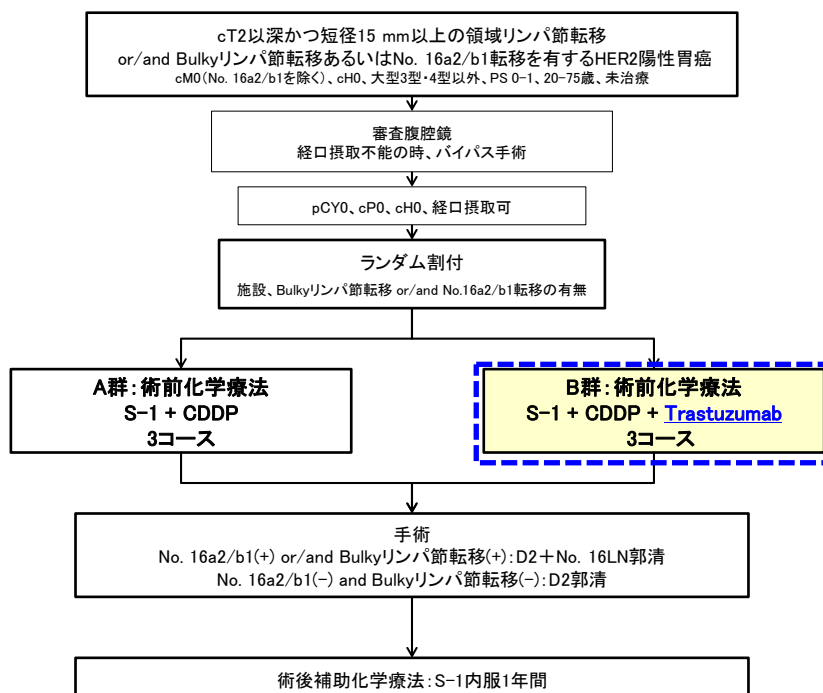 cT2以深かつ短径15 mm以上の領域リンパ節転移
or/and Bulkyリンパ節転移あるいはNo. 16a2/b1転移を有するHER2陽性胃癌
cM0（No. 16a2/b1を除く）、cH0、大型3型・4型以外、PS 0-1、20-75歳、未治療
審査腹腔鏡
経口摂取不能の時、バイパス手術
pCY0、cP0、cH0、経口摂取可
ランダム割付
施設、Bulkyリンパ節転移 or/and No.16a2/b1転移の有無
A群：術前化学療法
S-1 + CDDP
3コース
B群：術前化学療法
S-1 + CDDP + Trastuzumab
3コース
手術
No. 16a2/b1(+) or/and Bulkyリンパ節転移(+)：D2＋No. 16LN郭清
No. 16a2/b1(-) and Bulkyリンパ節転移(-)：D2郭清
術後補助化学療法：S-1内服1年間